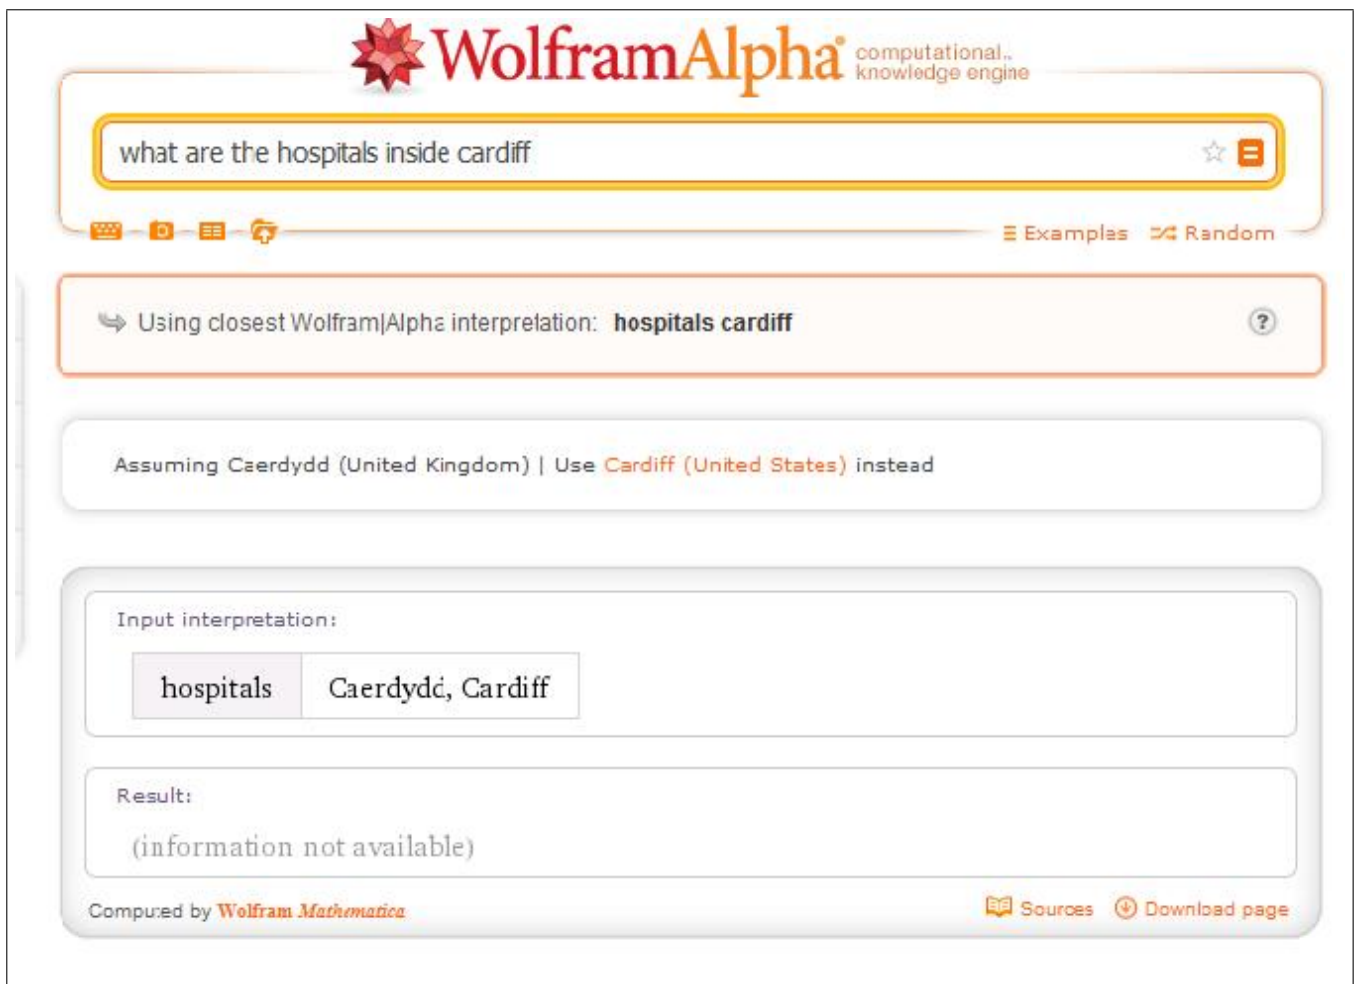 WolframAlpha computational.. knowledge engine
what are the hospitals inside cardiff
Examples Random
Using closest Wolfram|Alpha interpretation: hospitals cardiff
Assuming Caerdydd (United Kingdom) | Use Cardiff (United States) instead
Input interpretation:
hospitals Caerdydd, Cardiff
Result:
(information not available)
Computed by Wolfram Mathematica Sources Download page